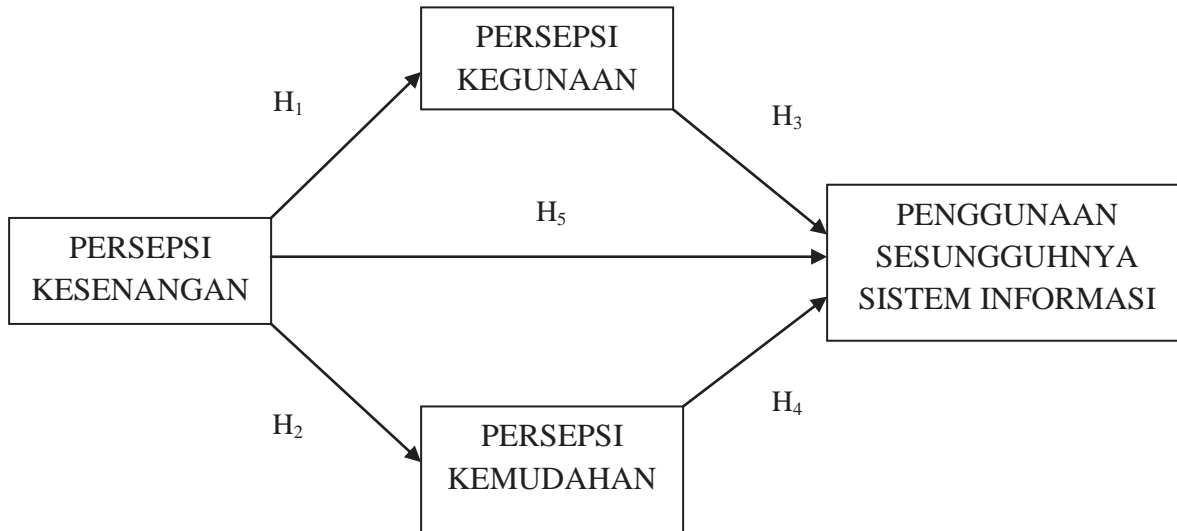 PERSEPSI
KEGUNAAN
H₁
H₃
H₅
PERSEPSI
KESENANGAN
PENGGUNAAN
SESUNGGUHNYA
SISTEM INFORMASI
H₂
H₄
PERSEPSI
KEMUDAHAN